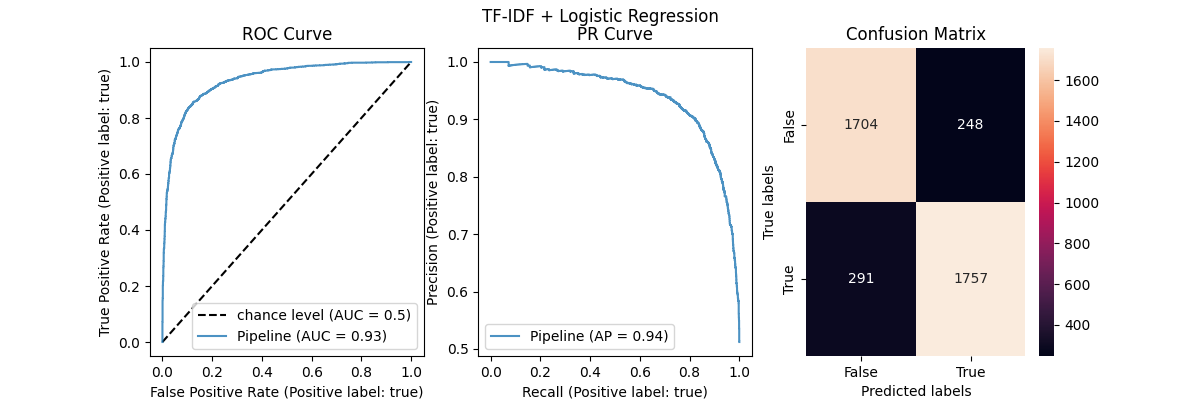 TF-IDF + Logistic Regression
ROC Curve
True Positive Rate (Positive label: true)
1.0
0.8
0.6
0.4
0.2
0.0
chance level (AUC = 0.5)
Pipeline (AUC = 0.93)
0.0 0.2 0.4 0.6 0.8 1.0
False Positive Rate (Positive label: true)
PR Curve
Precision (Positive label: true)
1.0
0.9
0.8
0.7
0.6
0.5
Pipeline (AP = 0.94)
0.0 0.2 0.4 0.6 0.8 1.0
Recall (Positive label: true)
Confusion Matrix
True labels
False
True
1704 248
291 1757
False True
Predicted labels
1600
1400
1200
1000
800
600
400